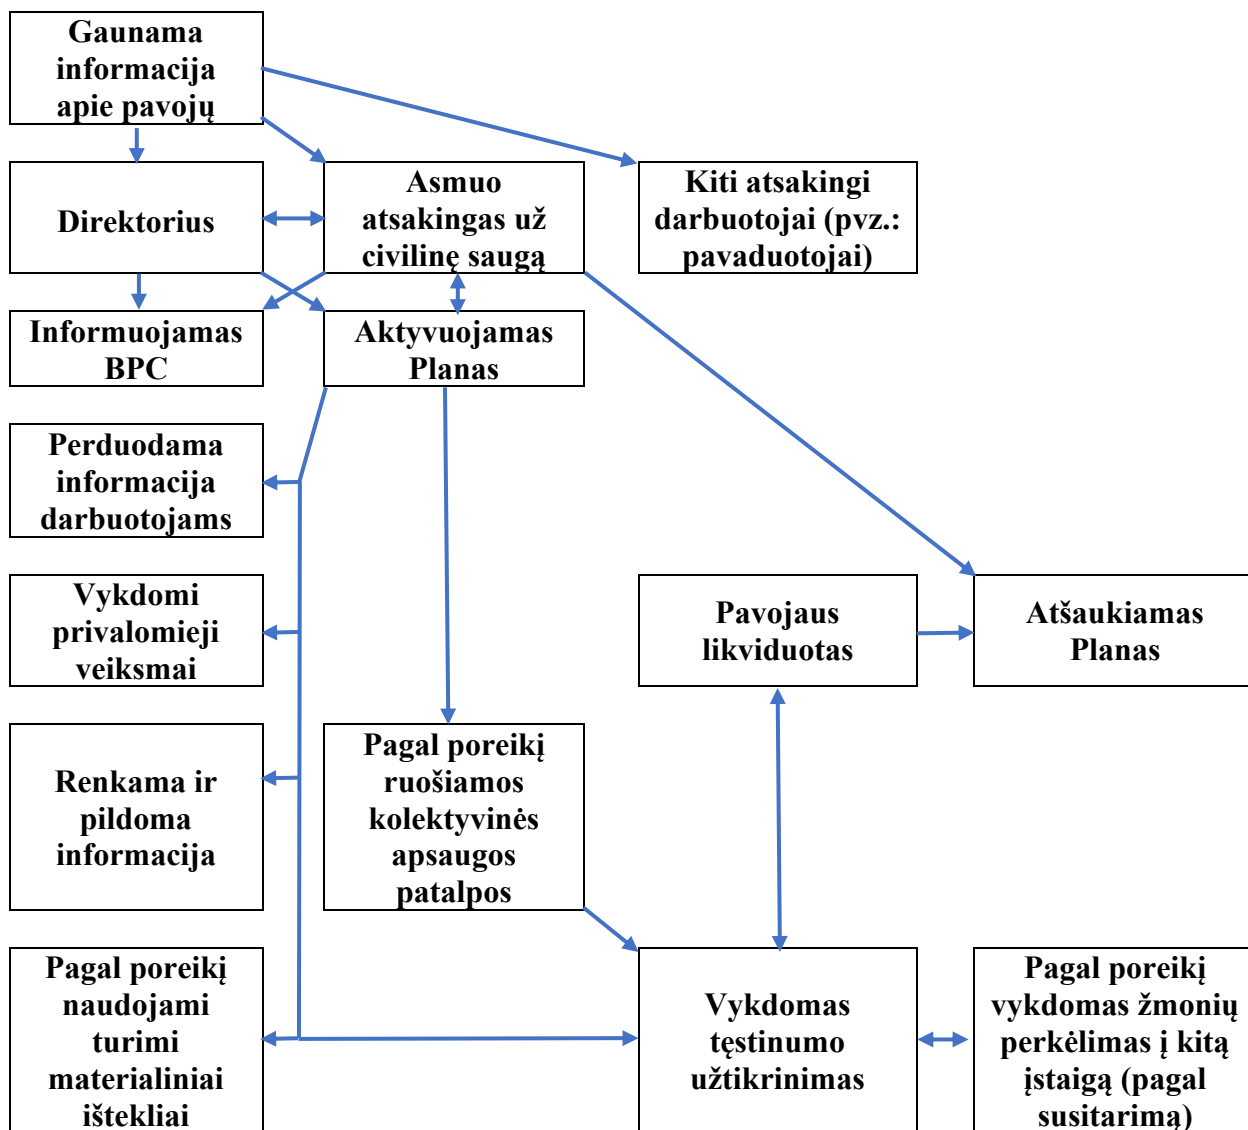 Gaunama
informacija
apie pavojų
Direktorius
Asmuo
atsakingas už
civilinę saugą
Kiti atsakingi
darbuotojai (pvz.:
pavaduotojai)
Informuojamas
BPC
Aktyvuojamas
Planas
Perduodama
informacija
darbuotojams
Vykdomi
privalomieji
veiksmai
Pavojaus
likviduotas
Atšaukiamas
Planas
Renkama ir
pildoma
informacija
Pagal poreikį
ruošiamos
kolektyvinės
apsaugos
patalpos
Pagal poreikį
naudojami
turimi
materialiniai
ištekliai
Vykdomas
tęstinumo
užtikrinimas
Pagal poreikį
vykdomas žmonių
perkėlimas į kitą
įstaigą (pagal
susitarimą)